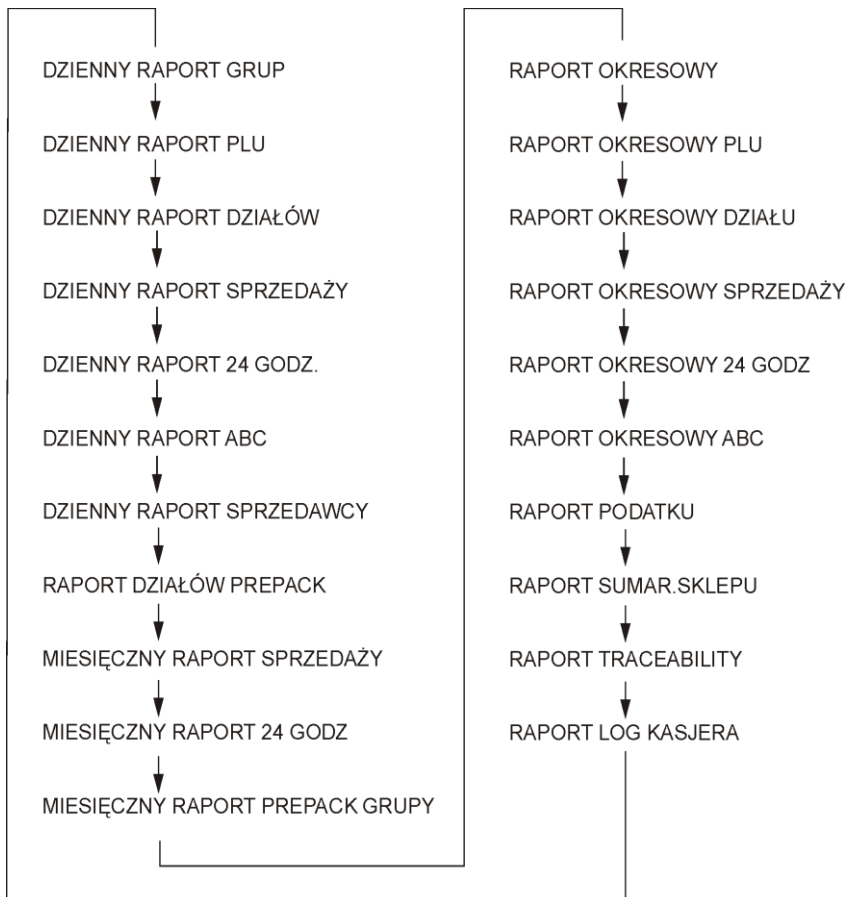 DZIENNY RAPORT GRUP
DZIENNY RAPORT PLU
DZIENNY RAPORT DZIAŁÓW
DZIENNY RAPORT SPRZEDAŻY
DZIENNY RAPORT 24 GODZ.
DZIENNY RAPORT ABC
DZIENNY RAPORT SPRZEDAWCY
RAPORT DZIAŁÓW PREPACK
MIESIĘCZNY RAPORT SPRZEDAŻY
MIESIĘCZNY RAPORT 24 GODZ
MIESIĘCZNY RAPORT PREPACK GRUPY
RAPORT OKRESOWY
RAPORT OKRESOWY PLU
RAPORT OKRESOWY DZIAŁU
RAPORT OKRESOWY SPRZEDAŻY
RAPORT OKRESOWY 24 GODZ
RAPORT OKRESOWY ABC
RAPORT PODATKU
RAPORT SUMAR.SKLEPU
RAPORT TRACEABILITY
RAPORT LOG KASJERA